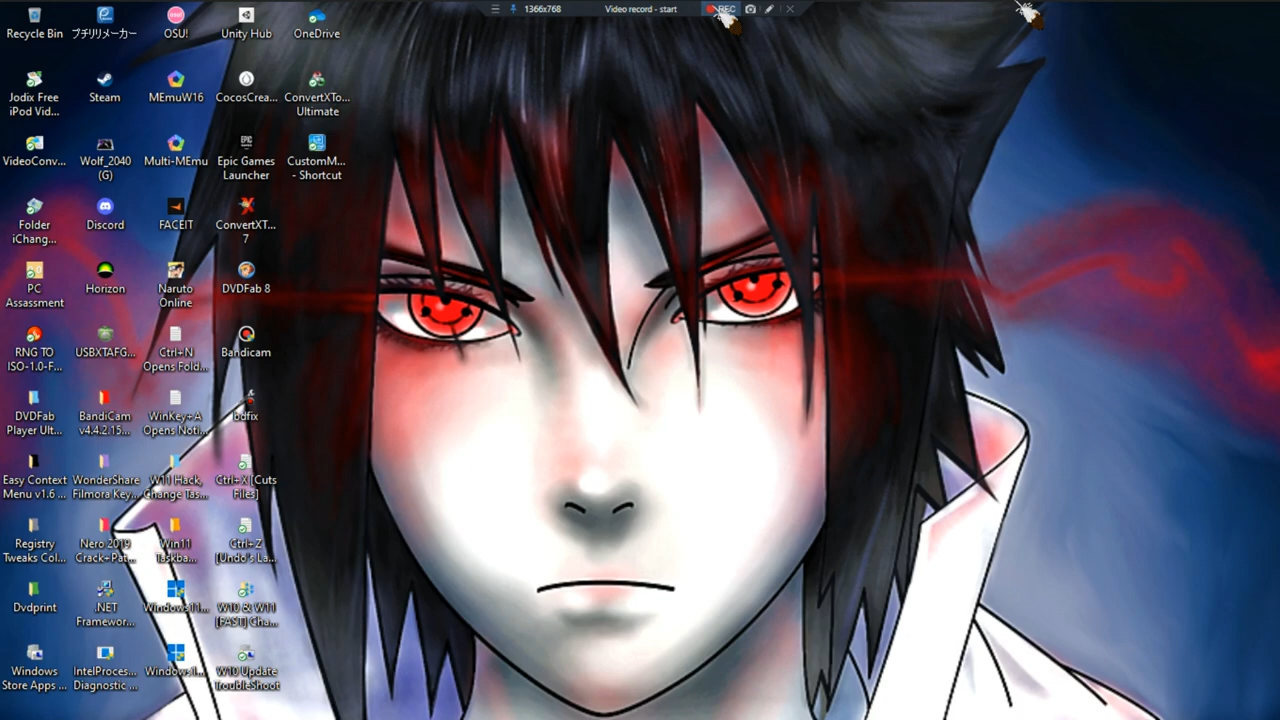 1366x768
Video record - start
REC
Recycle Bin
プチリリメーカー
OSU!
Unity Hub
OneDrive
Jodix Free
iPod Vid...
Steam
MEmuW16
CocosCrea...
ConvertXTo...
Ultimate
VideoConv...
Wolf_2040
(G)
Multi-MEmu
Epic Games
Launcher
CustomM...
- Shortcut
Folder
iChang...
Discord
FACEIT
ConvertXT...
7
PC
Assassment
Horizon
Naruto
Online
DVDFab 8
RNG TO
ISO-1.0-F...
USBXTAFG...
Ctrl+N
Opens Fold...
Bandicam
DVDFab
Player Ult...
BandiCam
v4.4.2.15...
WinKey+A
Opens Noti...
bdfix
Easy Context
Menu v1.6 ...
WonderShare
Filmora Key...
W11 Hack,
Change Tas...
Ctrl+X [Cuts
Files]
Registry
Tweaks Col...
Nero 2019
Crack+Pat...
Win11
Taskba...
Ctrl+Z
[Undo's La...
Dvdprint
.NET
Framewor...
Windows11...
W10 & W11
[FAST] Cha...
Windows
Store Apps ...
IntelProces...
Diagnostic ...
Windows1...
W10 Update
TroubleShoot